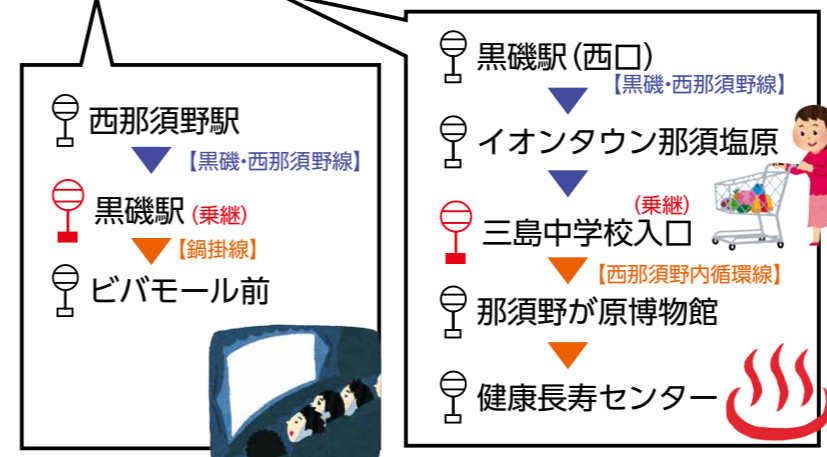 西那須野駅
【黒磯・西那須野線】
黒磯駅(乗継)
【鍋掛線】
ビバモール前
黒磯駅(西口)
【黒磯・西那須野線】
イオンタウン那須塩原
(乗継)
三島中学校入口
【西那須野内循環線】
那須野が原博物館
健康長寿センター